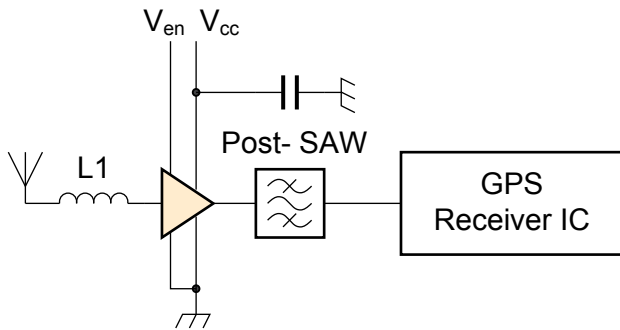 V_en V_cc
Post- SAW
L1
GPS
Receiver IC